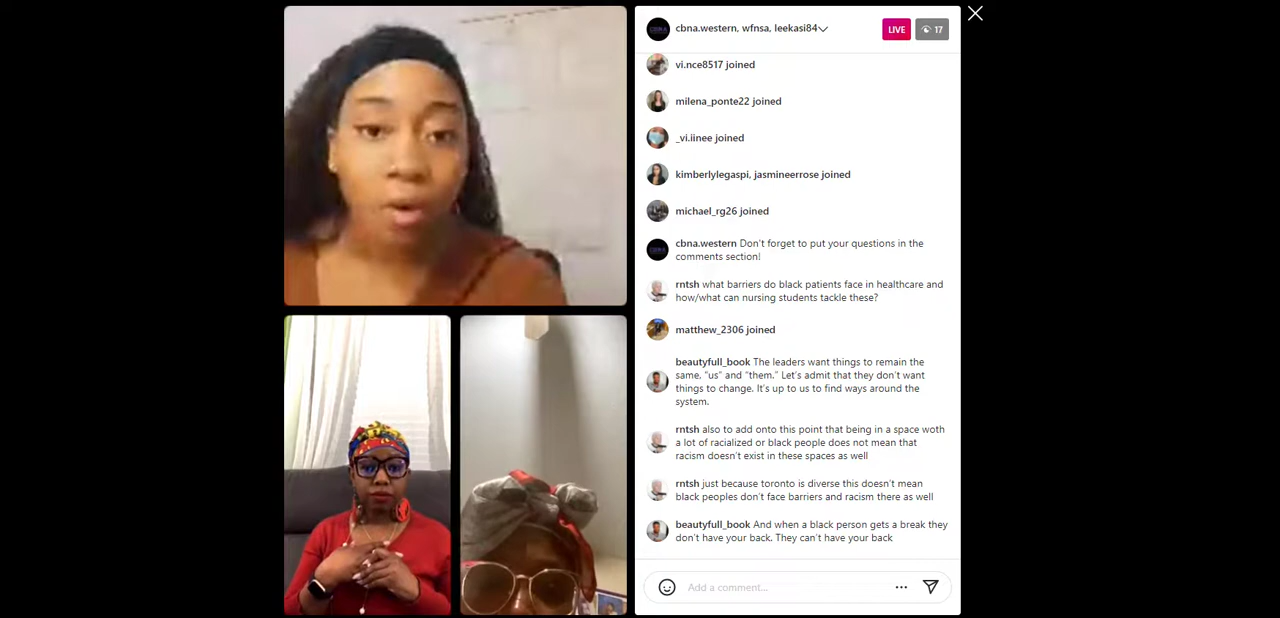 cbna.western, wfnsa, leekasi84
LIVE
17
vi.nce8517 joined
milena_ponte22 joined
_vi.iinee joined
kimberlylegaspi, jasmineerrose joined
michael_rg26 joined
cbna.western Don't forget to put your questions in the
comments section!
rntsh what barriers do black patients face in healthcare and
how/what can nursing students tackle these?
matthew_2306 joined
beautyfull_book The leaders want things to remain the
same, "us" and "them." Let's admit that they don't want
things to change. It's up to us to find ways around the
system.
rntsh also to add onto this point that being in a space woth
a lot of racialized or black people does not mean that
racism doesn't exist in these spaces as well
rntsh just because toronto is diverse this doesn't mean
black peoples don't face barriers and racism there as well
beautyfull_book And when a black person gets a break they
don't have your back. They can't have your back
Add a comment...